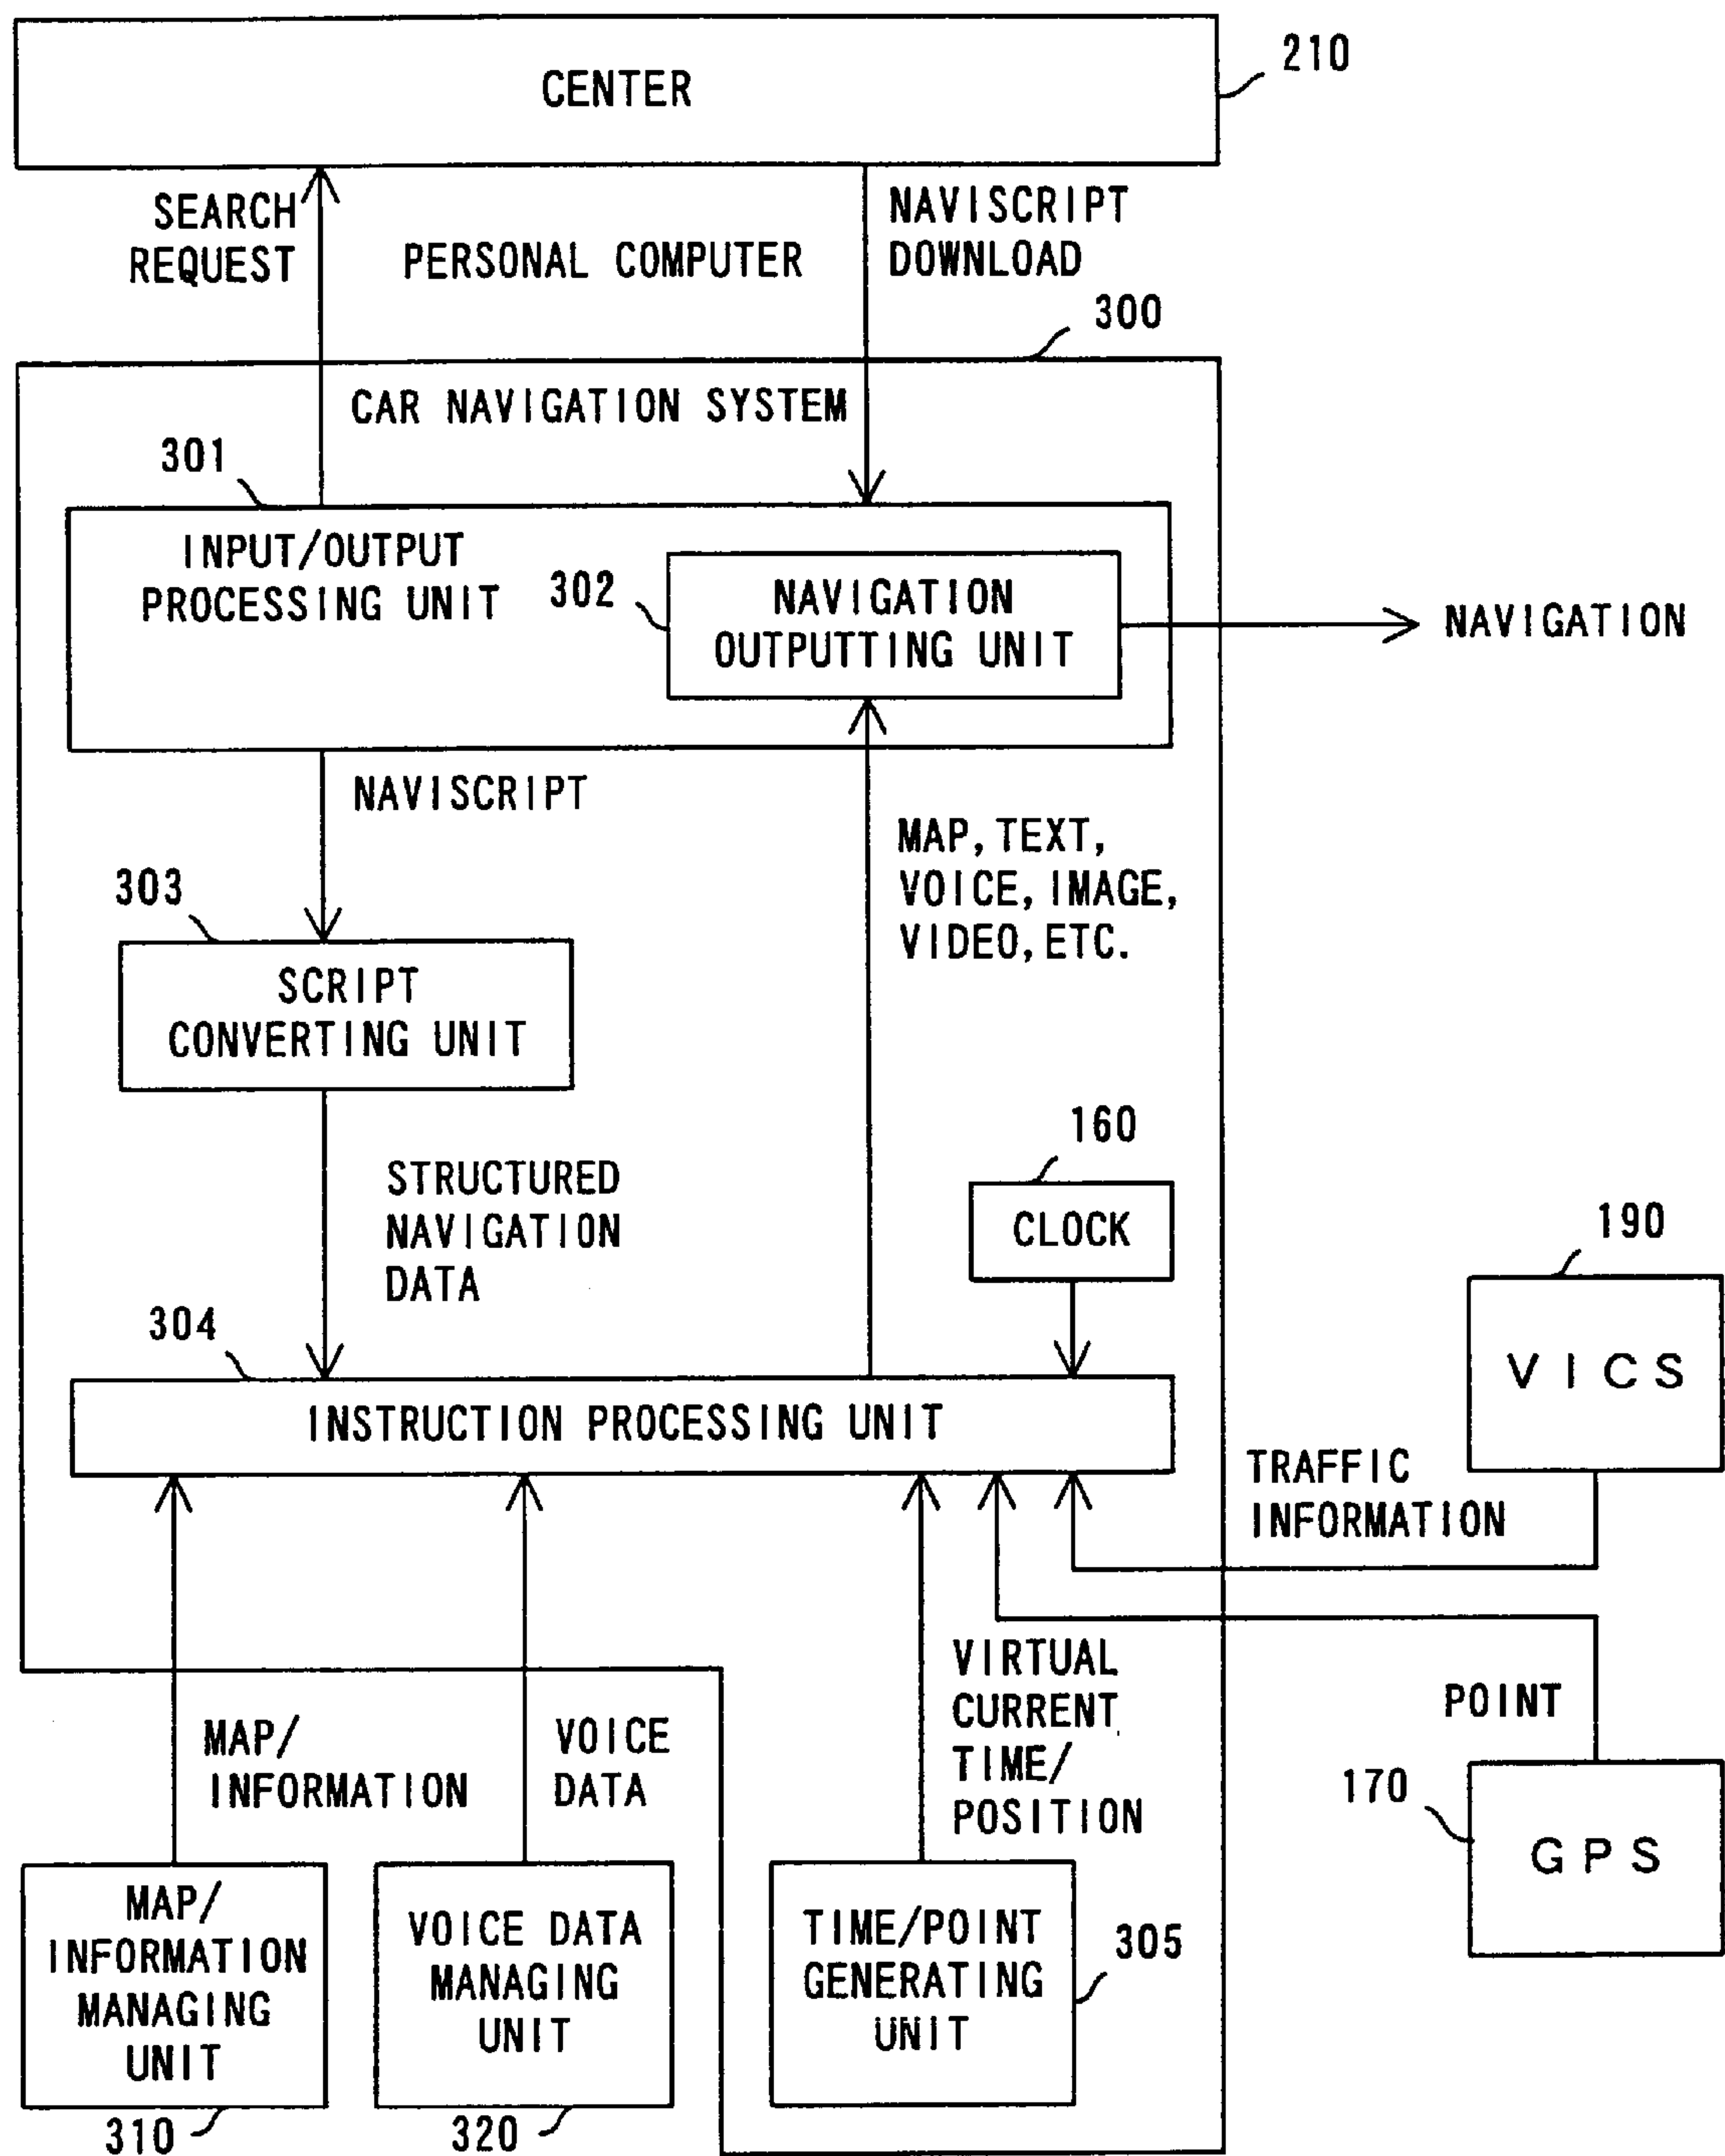 CENTER
210
SEARCH
REQUEST
PERSONAL COMPUTER
NAVISCRIPT
DOWNLOAD
300
CAR NAVIGATION SYSTEM
301
INPUT/OUTPUT
PROCESSING UNIT
302
NAVIGATION
OUTPUTTING UNIT
NAVIGATION
NAVISCRIPT
MAP, TEXT,
VOICE, IMAGE,
VIDEO, ETC.
303
SCRIPT
CONVERTING UNIT
STRUCTURED
NAVIGATION
DATA
160
CLOCK
190
VICS
304
INSTRUCTION PROCESSING UNIT
TRAFFIC
INFORMATION
MAP/
INFORMATION
VOICE
DATA
VIRTUAL
CURRENT
TIME/
POSITION
POINT
170
GPS
MAP/
INFORMATION
MANAGING
UNIT
310
VOICE DATA
MANAGING
UNIT
320
TIME/POINT
GENERATING
UNIT
305